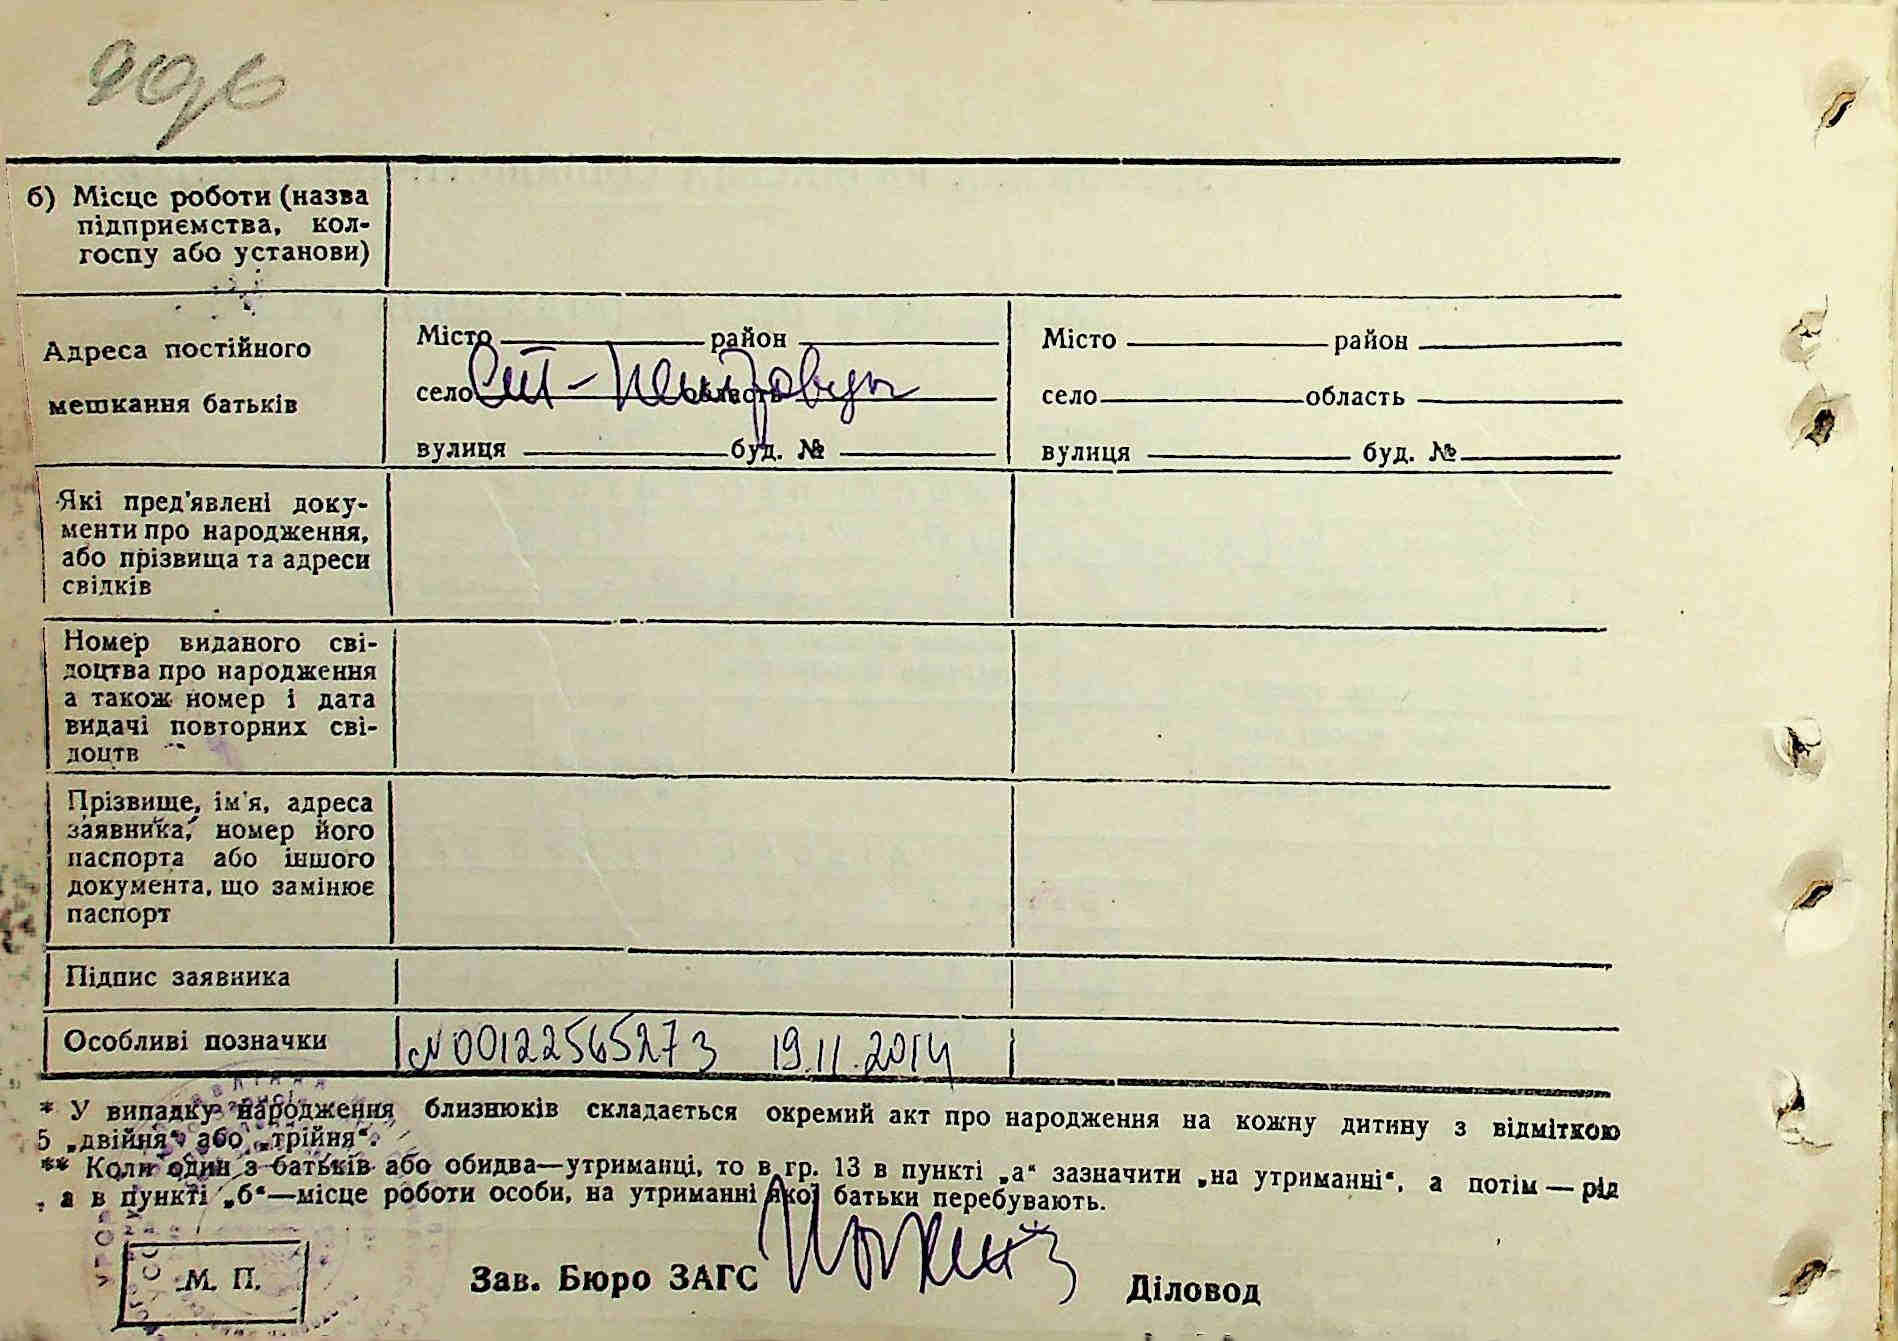 б) Місце роботи (назва
підприємства, кол-
госпу або установи)
Адреса постійного
мешкання батьків
Місто район
село область
вулиця буд. №
Місто район
село область
вулиця буд. №
Які пред'явлені доку-
менти про народження,
або прізвища та адреси
свідків
Номер виданого сві-
доцтва про народження
а також номер і дата
видачі повторних сві-
доцтв
Прізвище, ім'я, адреса
заявника, номер його
паспорта або іншого
документа, що замінює
паспорт
Підпис заявника
Особливі позначки
N00122565273 19.11.2014
* У випадку народження близнюків складається окремий акт про народження на кожну дитину з відміткою
5 „двійня“ або „трійня“.
** Коли один з батьків або обидва—утриманці, то в гр. 13 в пункті „а“ зазначити „на утриманні“, а потім — рід
, а в пункті „б“—місце роботи особи, на утриманні якої батьки перебувають.
М. П.
Зав. Бюро ЗАГС
Діловод